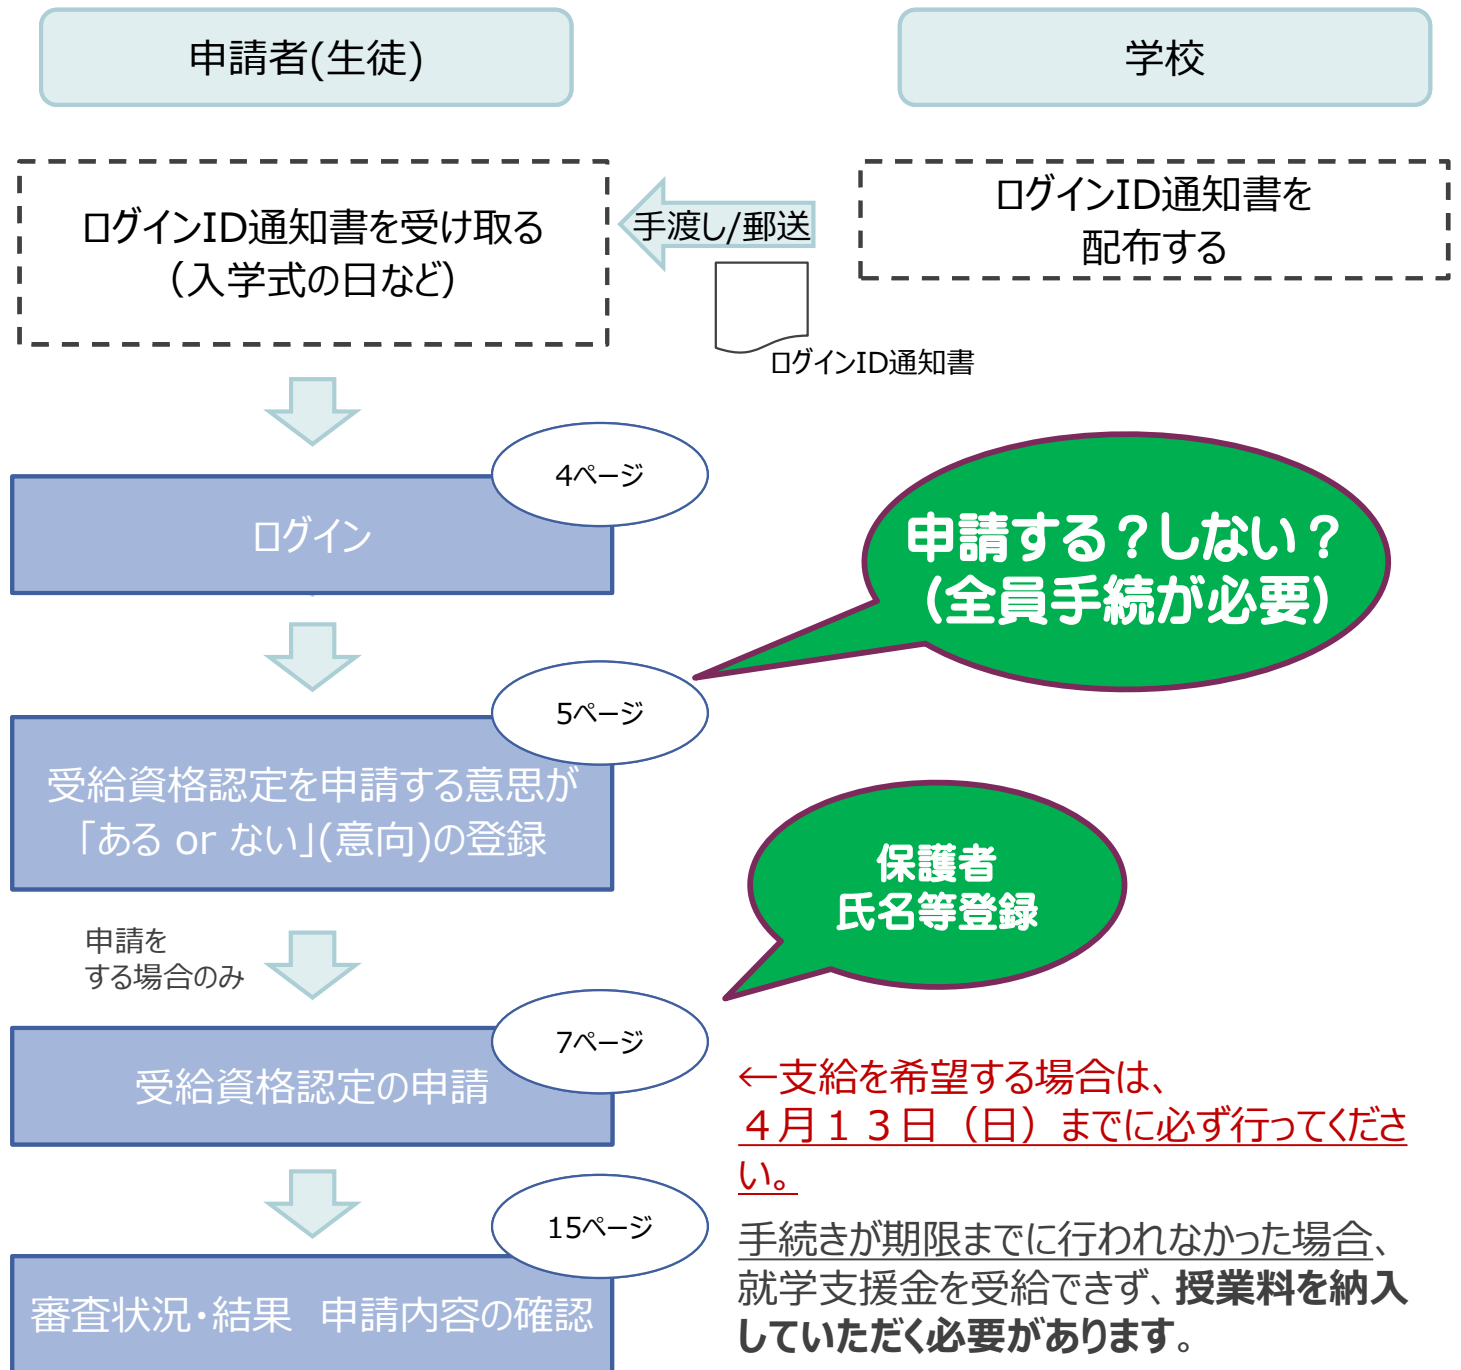 申請者(生徒)
学校
ログインID通知書を受け取る
(入学式の日など)
手渡し/郵送
ログインID通知書を
配布する
ログインID通知書
4ページ
ログイン
申請する？しない？
(全員手続が必要)
5ページ
受給資格認定を申請する意思が
「ある or ない」(意向)の登録
保護者
氏名等登録
申請を
する場合のみ
7ページ
受給資格認定の申請
←支給を希望する場合は、
４月１３日（日）までに必ず行ってくださ
い。
15ページ
審査状況・結果　申請内容の確認
手続きが期限までに行われなかった場合、
就学支援金を受給できず、授業料を納入
していただく必要があります。